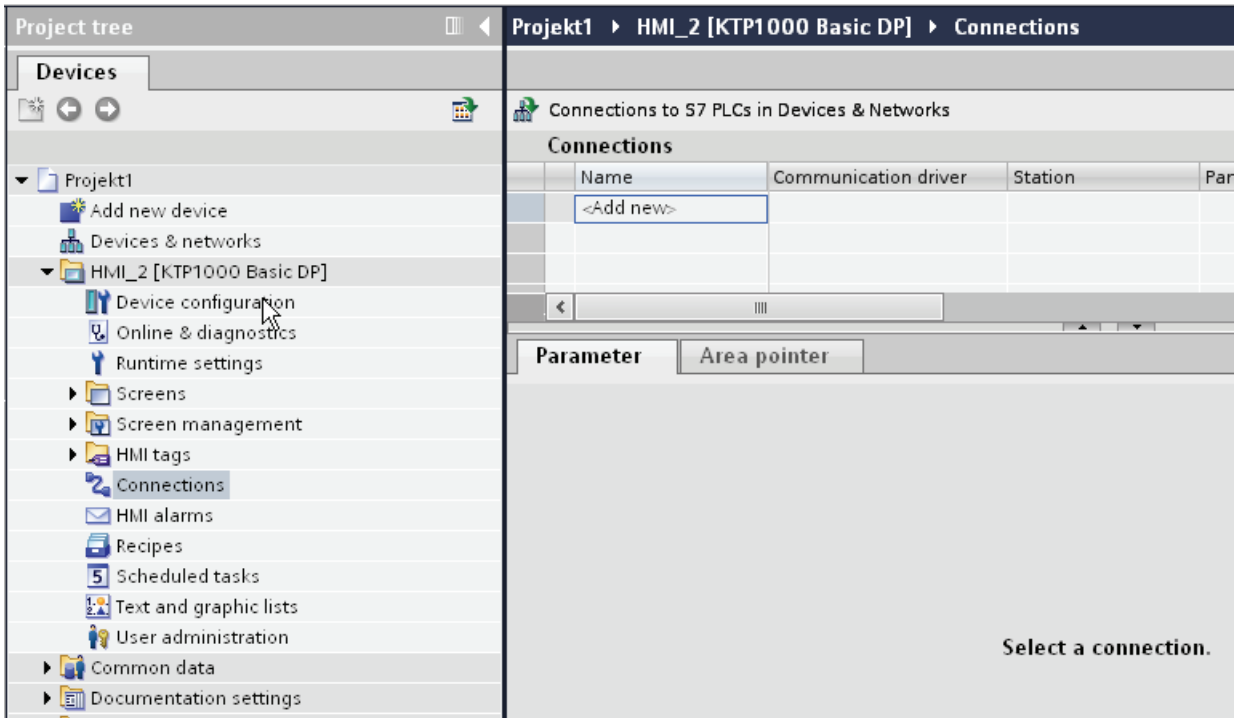 Project tree
Devices
Projekt1
Add new device
Devices & networks
HMI_2 [KTP1000 Basic DP]
Device configuration
Online & diagnostics
Runtime settings
Screens
Screen management
HMI tags
Connections
HMI alarms
Recipes
Scheduled tasks
Text and graphic lists
User administration
Common data
Documentation settings
Projekt1 HMI_2 [KTP1000 Basic DP] Connections
Connections to S7 PLCs in Devices & Networks
Connections
Name Communication driver Station Par
<Add new>
Parameter Area pointer
Select a connection.